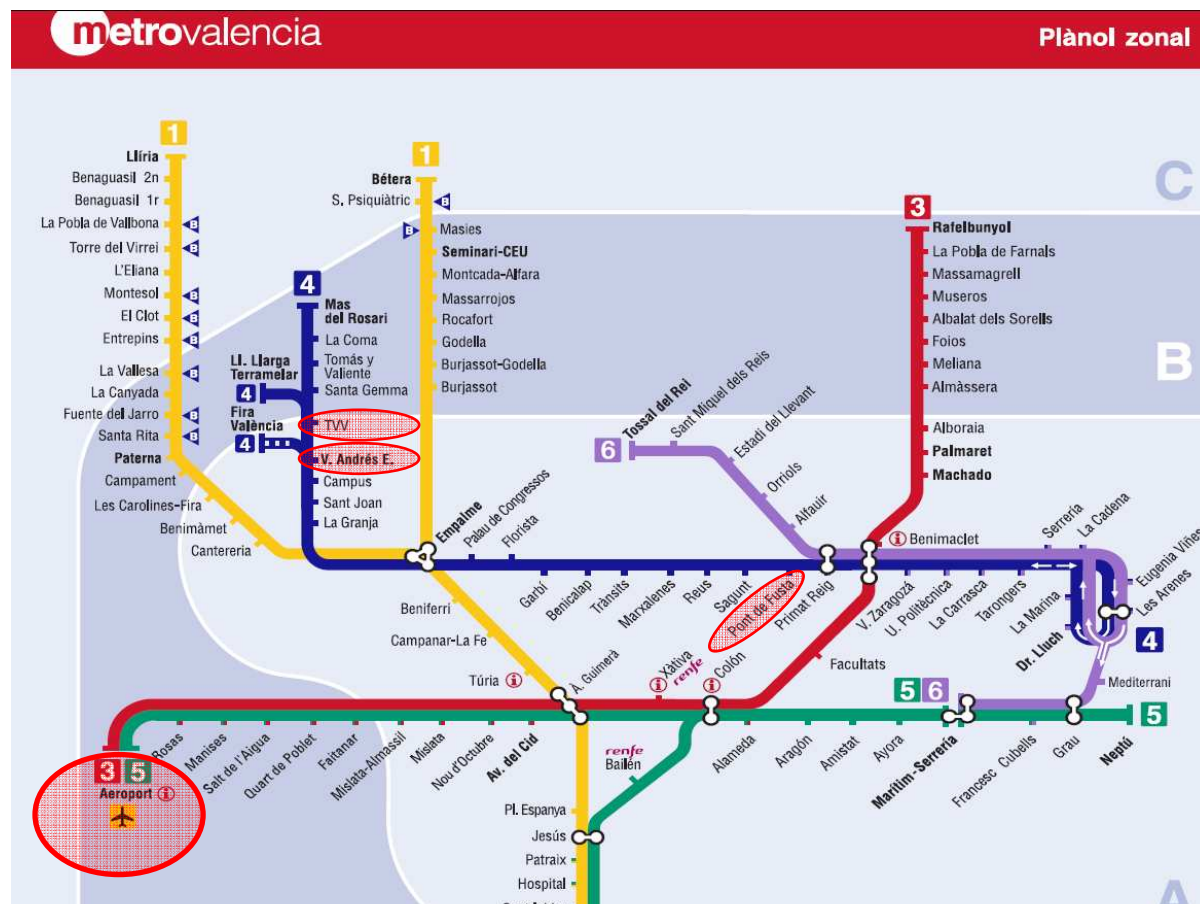 metrovalencia
Plànol zonal
1
Llíria
Benaguasil 2n
Benaguasil 1r
La Pobla de Vallbona
B
Torre del Virrei
B
L'Eliana
Montesol
B
El Clot
B
Entrepins
B
La Vallesa
B
La Canyada
Fuente del Jarro
B
Santa Rita
B
Paterna
Campament
Les Carolines-Fira
Benimàmet
Cantereria
4
Mas
del Rosari
La Coma
Tomás y
Valiente
Santa Gemma
Ll. Llarga
Terramelar
4
Fira
València
4
TVV
V. Andrés E.
Campus
Sant Joan
La Granja
1
Bétera
S. Psiquiàtric
B
B
Masies
Seminari-CEU
Montcada-Alfara
Massarrojos
Rocafort
Godella
Burjassot-Godella
Burjassot
Empalme
Palau de Congressos
Florista
Garbí
Benicalap
Trànsits
Marxalenes
Reus
Sagunt
Pont de Fusta
Primat Reig
6
Tossal del Rei
Sant Miquel dels Reis
Estadi del Llevant
Orriols
Alfauir
3
Rafelbunyol
La Pobla de Farnals
Massamagrell
Museros
Albalat dels Sorells
Foios
Meliana
Almàssera
Alboraia
Palmaret
Machado
i Benimaclet
V. Zaragozá
U. Politècnica
La Carrasca
Tarongers
Serrería
La Cadena
Eugenia Viñes
Les Arenes
La Marina
Dr. Lluch
4
Mediterrani
Facultats
Beniferri
Campanar-La Fe
Túria i
À. Guimerà
i Xàtiva
renfe
i Colón
5 6
5
3 5
Aeroport i
Rosas
Manises
Salt de l'Aigua
Quart de Poblet
Faitanar
Mislata-Almassil
Mislata
Nou d'Octubre
Av. del Cid
renfe
Bailén
Alameda
Aragón
Amistat
Ayora
Marítim-Serrería
Francesc Cubells
Grau
Neptú
Pl. Espanya
Jesús
Patraix
Hospital
C
B
A